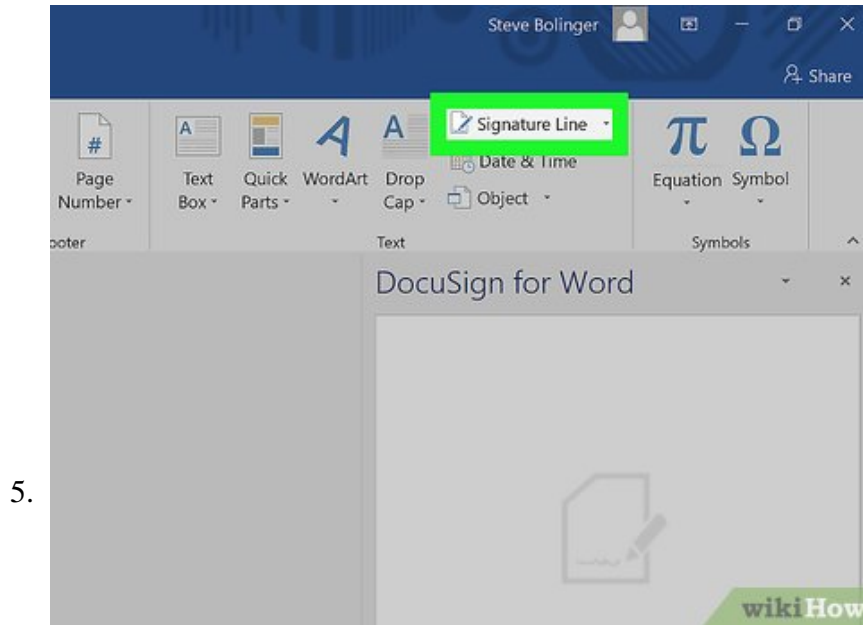 Steve Bolinger
Share
Signature Line
Date & Time
Object
Page
Number
Text
Box
Quick
Parts
WordArt
Drop
Cap
Equation
Symbol
ooter
Text
Symbols
DocuSign for Word
5.
wikiHow